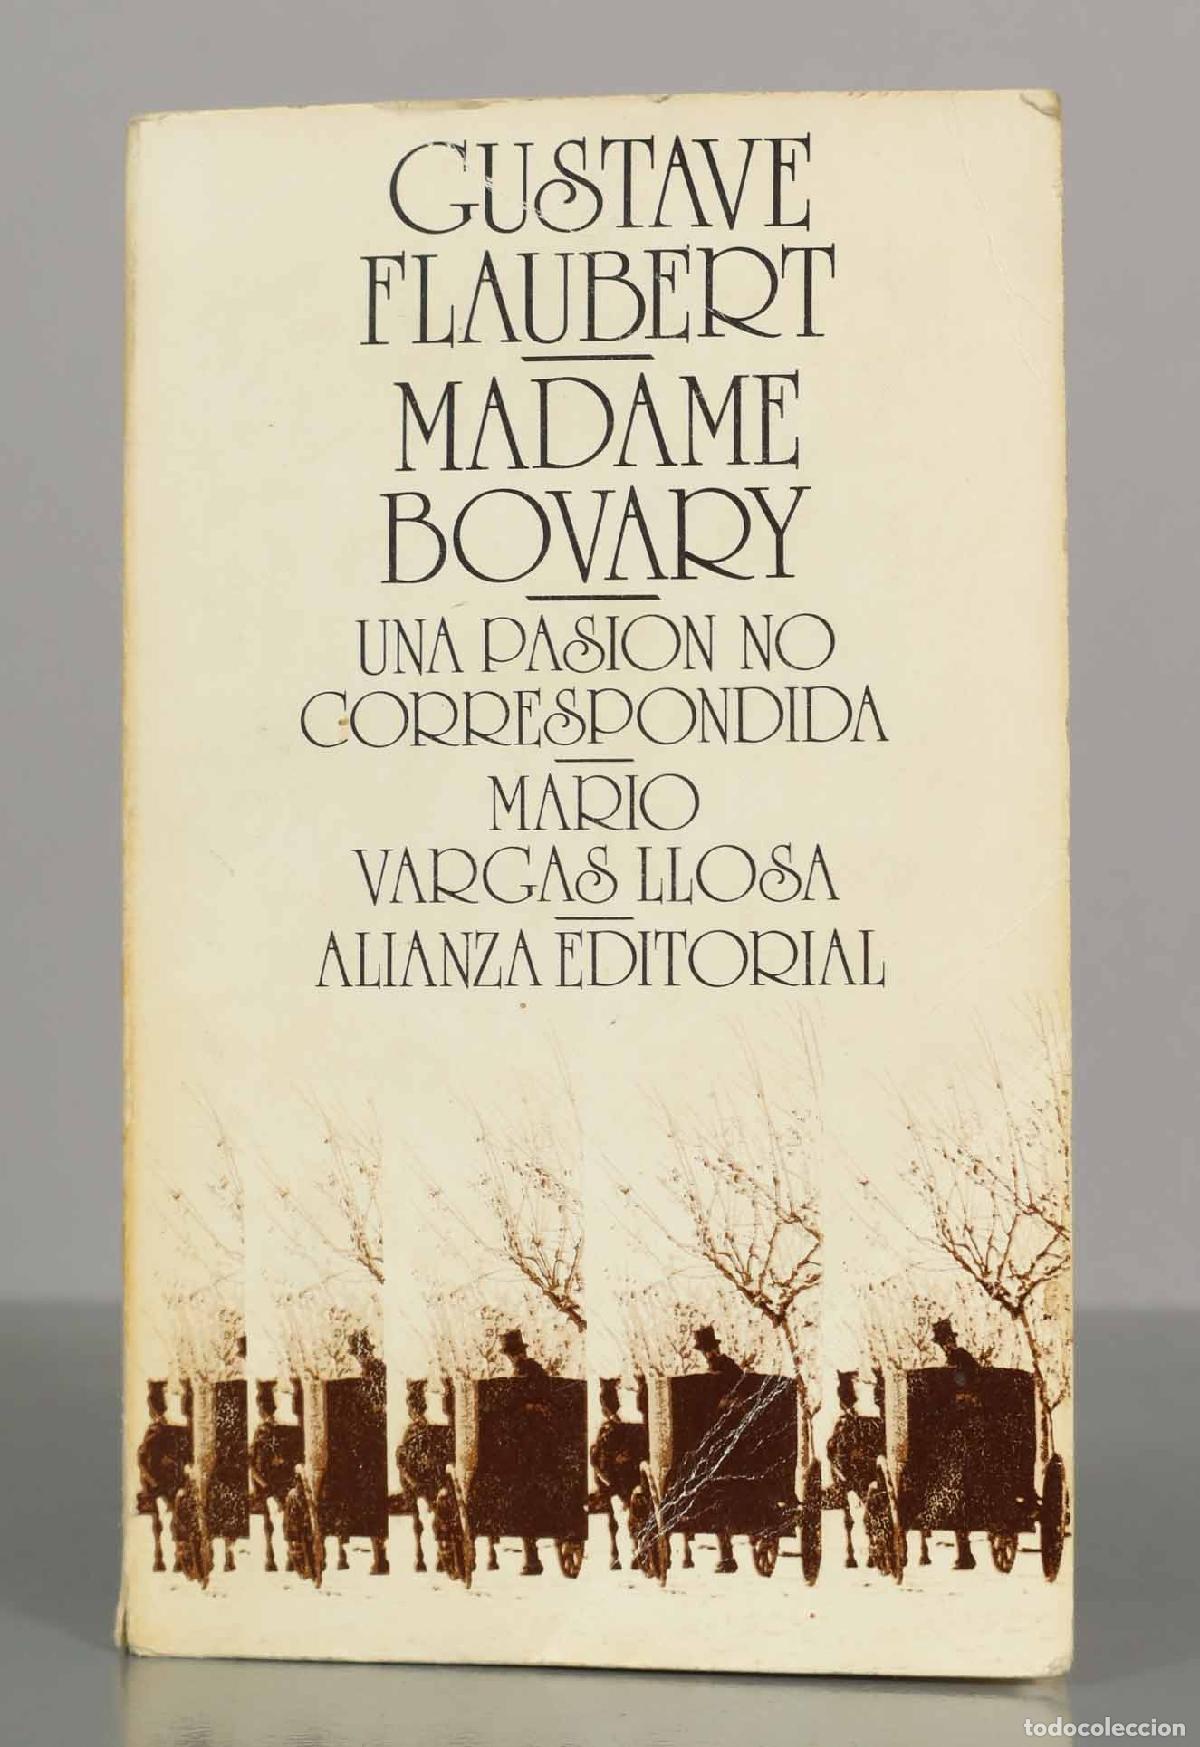 GUSTAVE
FLAUBERT
MADAME
BOVARY
UNA PASION NO
CORRESPONDIDA
MARIO
VARGAS LLOSA
ALIANZA EDITORIAL
todocoleccion